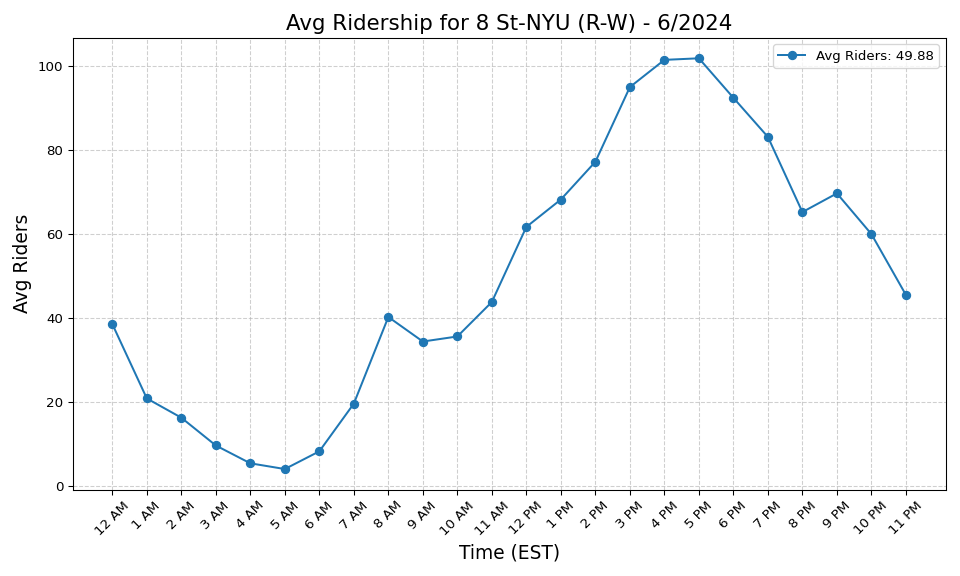 Avg Ridership for 8 St-NYU (R-W) - 6/2024
Avg Riders: 49.88
Avg Riders
100
80
60
40
20
0
12 AM
1 AM
2 AM
3 AM
4 AM
5 AM
6 AM
7 AM
8 AM
9 AM
10 AM
11 AM
12 PM
1 PM
2 PM
3 PM
4 PM
5 PM
6 PM
7 PM
8 PM
9 PM
10 PM
11 PM
Time (EST)